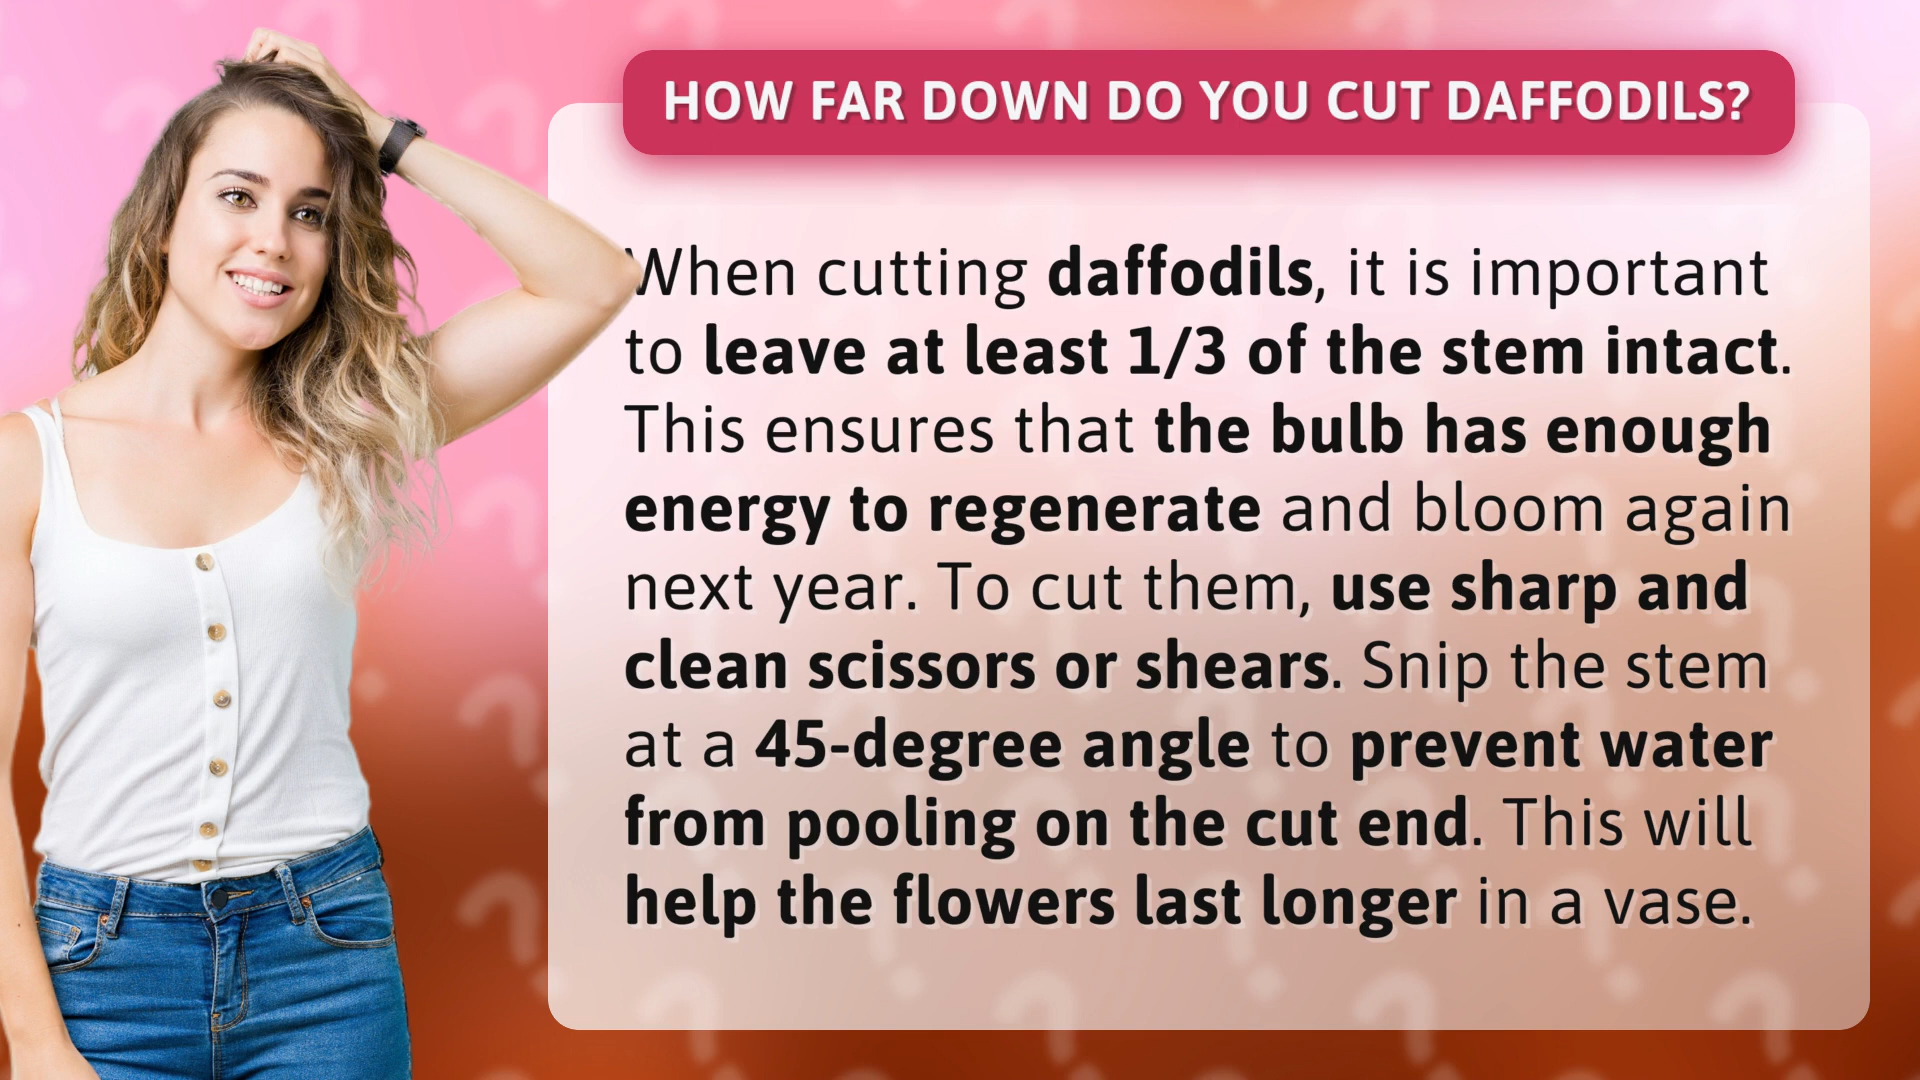 HOW FAR DOWN DO YOU CUT DAFFODILS?
When cutting daffodils, it is important
to leave at least 1/3 of the stem intact.
This ensures that the bulb has enough
energy to regenerate and bloom again
next year. To cut them, use sharp and
clean scissors or shears. Snip the stem
at a 45-degree angle to prevent water
from pooling on the cut end. This will
help the flowers last longer in a vase.